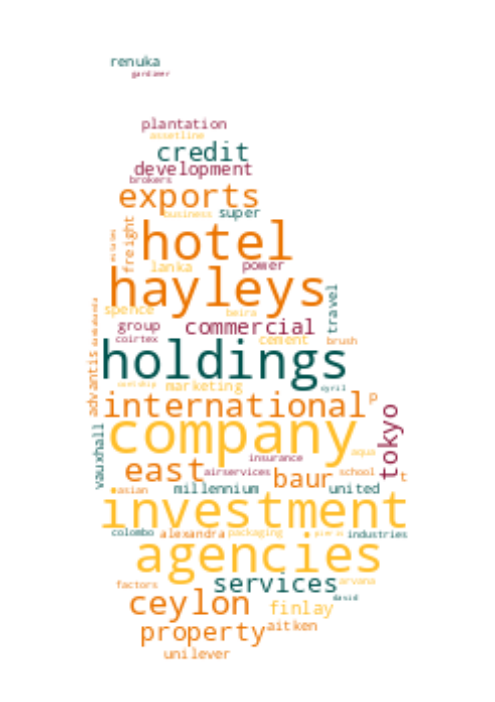 renuka
gardiner
plantation
assetline
credit
development
brokers
exports
business super
freight
estates
hotel
lanka power
hayleys
travel
spence
beira
group commercial
coirtex cement brush
holdings
advantis
marketing cyril
international p
company
tokyo
vauxhall
aqua
insurance
east airservices baur school t
asian millennium united
investment
colombo alexandra packaging pieris industries
agencies
services arvana
factors
david
ceylon finlay
property aitken
unilever